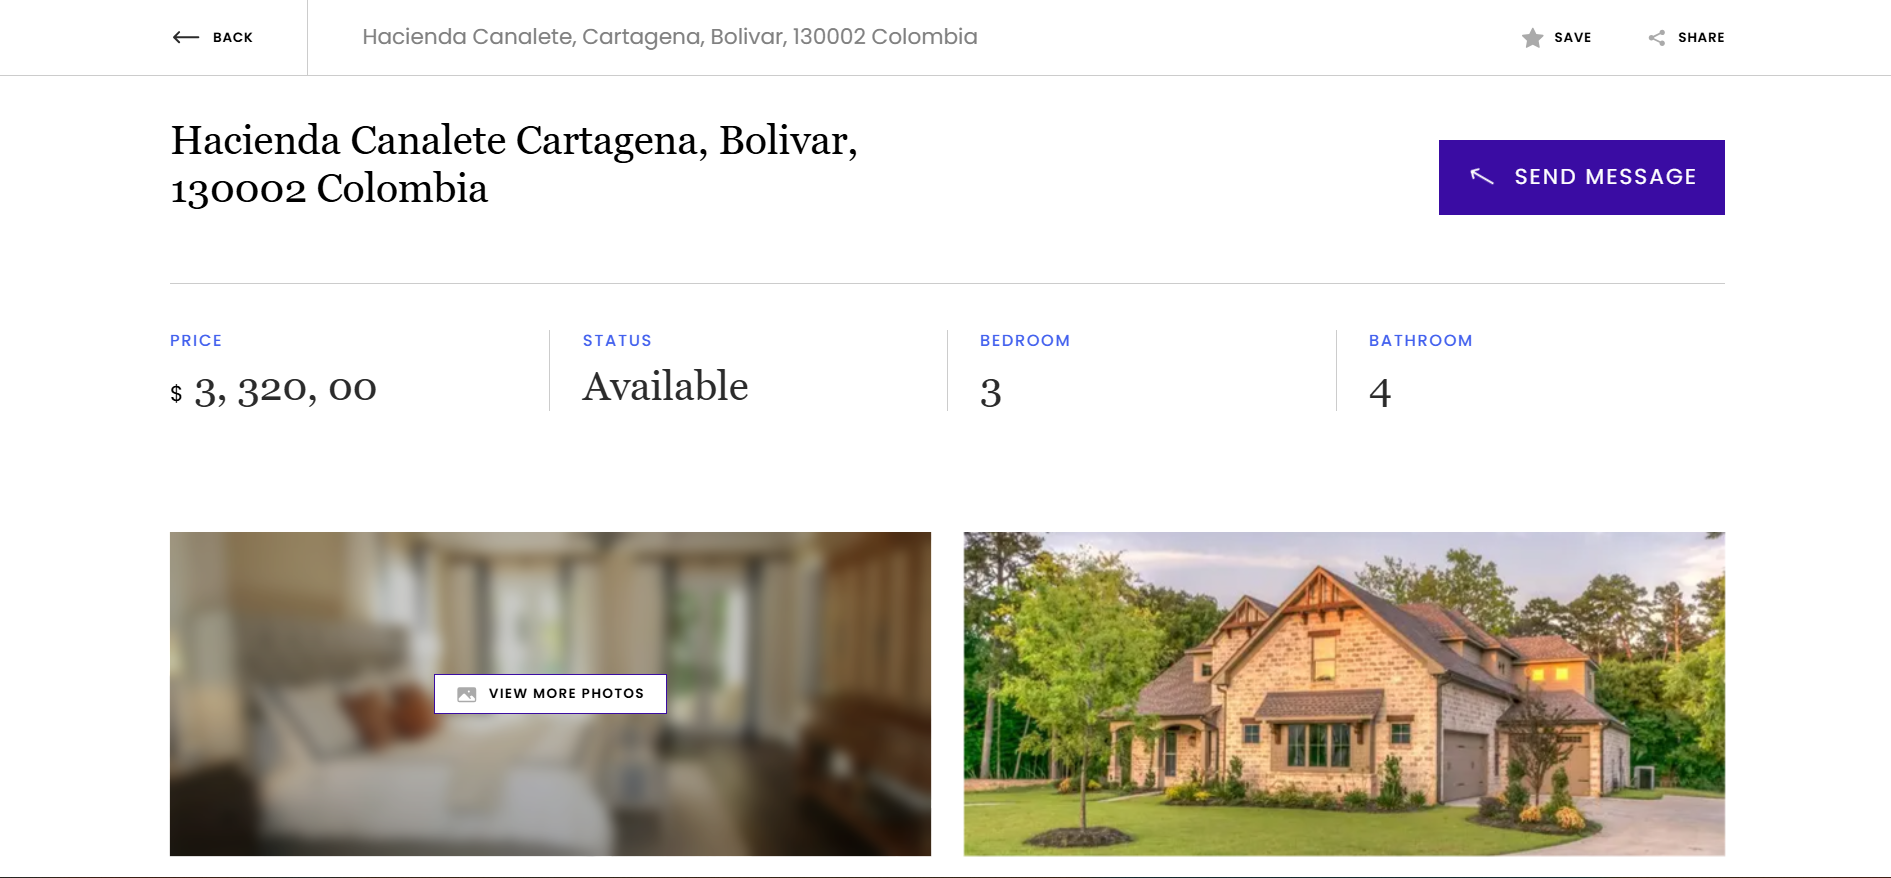 BACK
Hacienda Canalete, Cartagena, Bolivar, 130002 Colombia
SAVE
SHARE
Hacienda Canalete Cartagena, Bolivar,
130002 Colombia
SEND MESSAGE
PRICE
$ 3, 320, 00
STATUS
Available
BEDROOM
3
BATHROOM
4
VIEW MORE PHOTOS